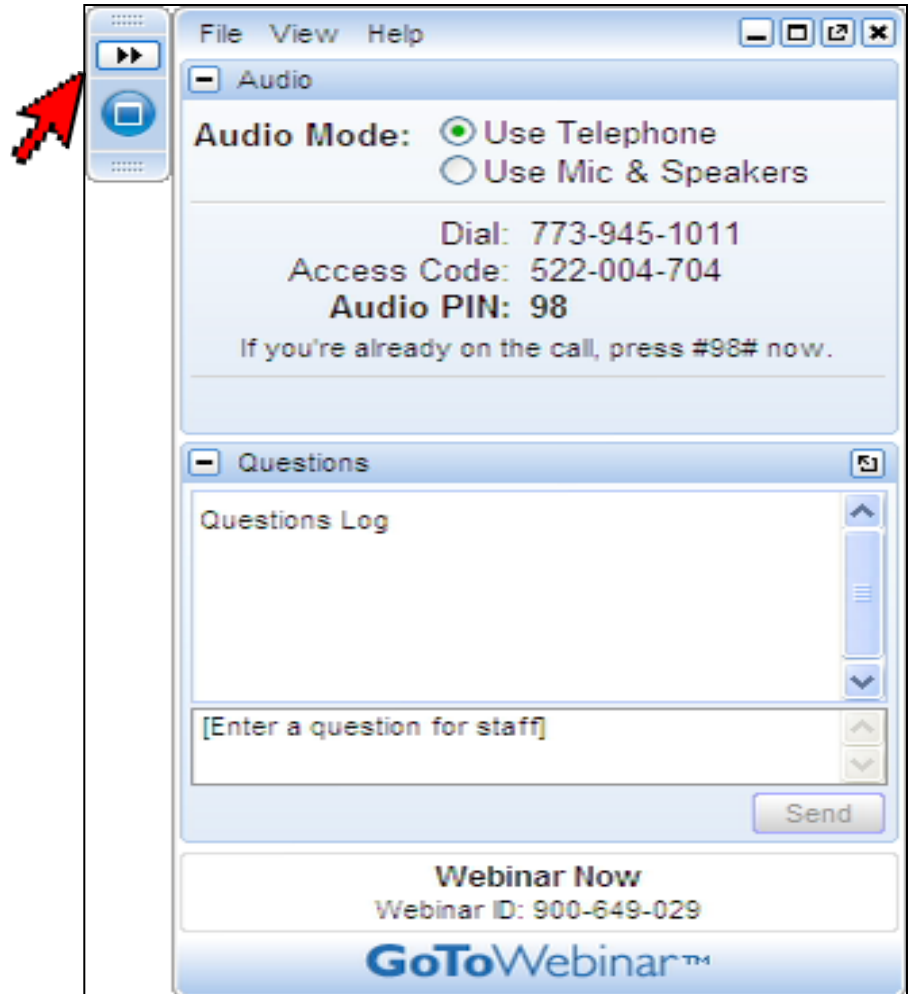 File View Help
Audio
Audio Mode: Use Telephone
Use Mic & Speakers
Dial: 773-945-1011
Access Code: 522-004-704
Audio PIN: 98
If you're already on the call, press #98# now.
Questions
Questions Log
[Enter a question for staff]
Send
Webinar Now
Webinar ID: 900-649-029
GoToWebinar™